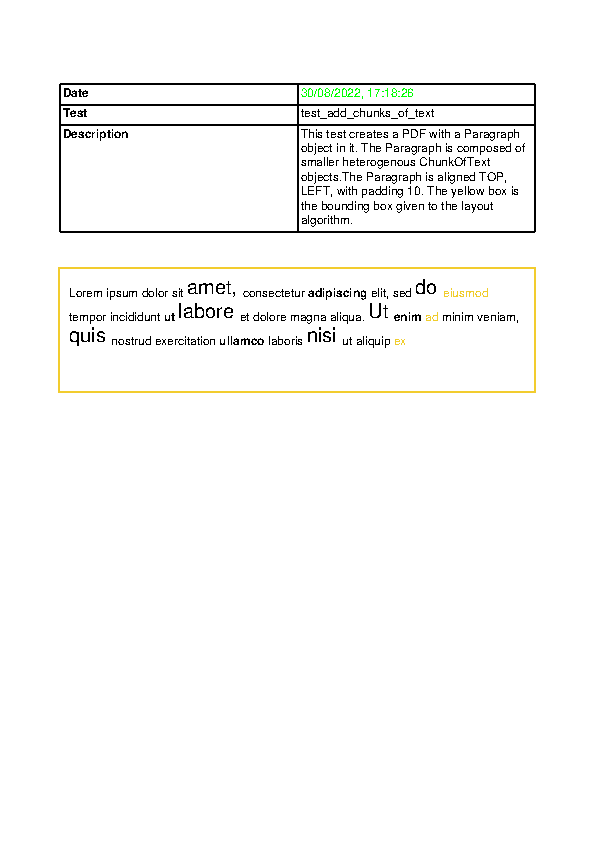 Date 30/08/2022, 17:18:26
Test test_add_chunks_of_text
Description This test creates a PDF with a Paragraph
object in it. The Paragraph is composed of
smaller heterogenous ChunkOfText
objects.The Paragraph is aligned TOP,
LEFT, with padding 10. The yellow box is
the bounding box given to the layout
algorithm.
Lorem ipsum dolor sit amet, consectetur adipiscing elit, sed do eiusmod
tempor incididunt ut labore et dolore magna aliqua. Ut enim ad minim veniam,
quis nostrud exercitation ullamco laboris nisi ut aliquip ex